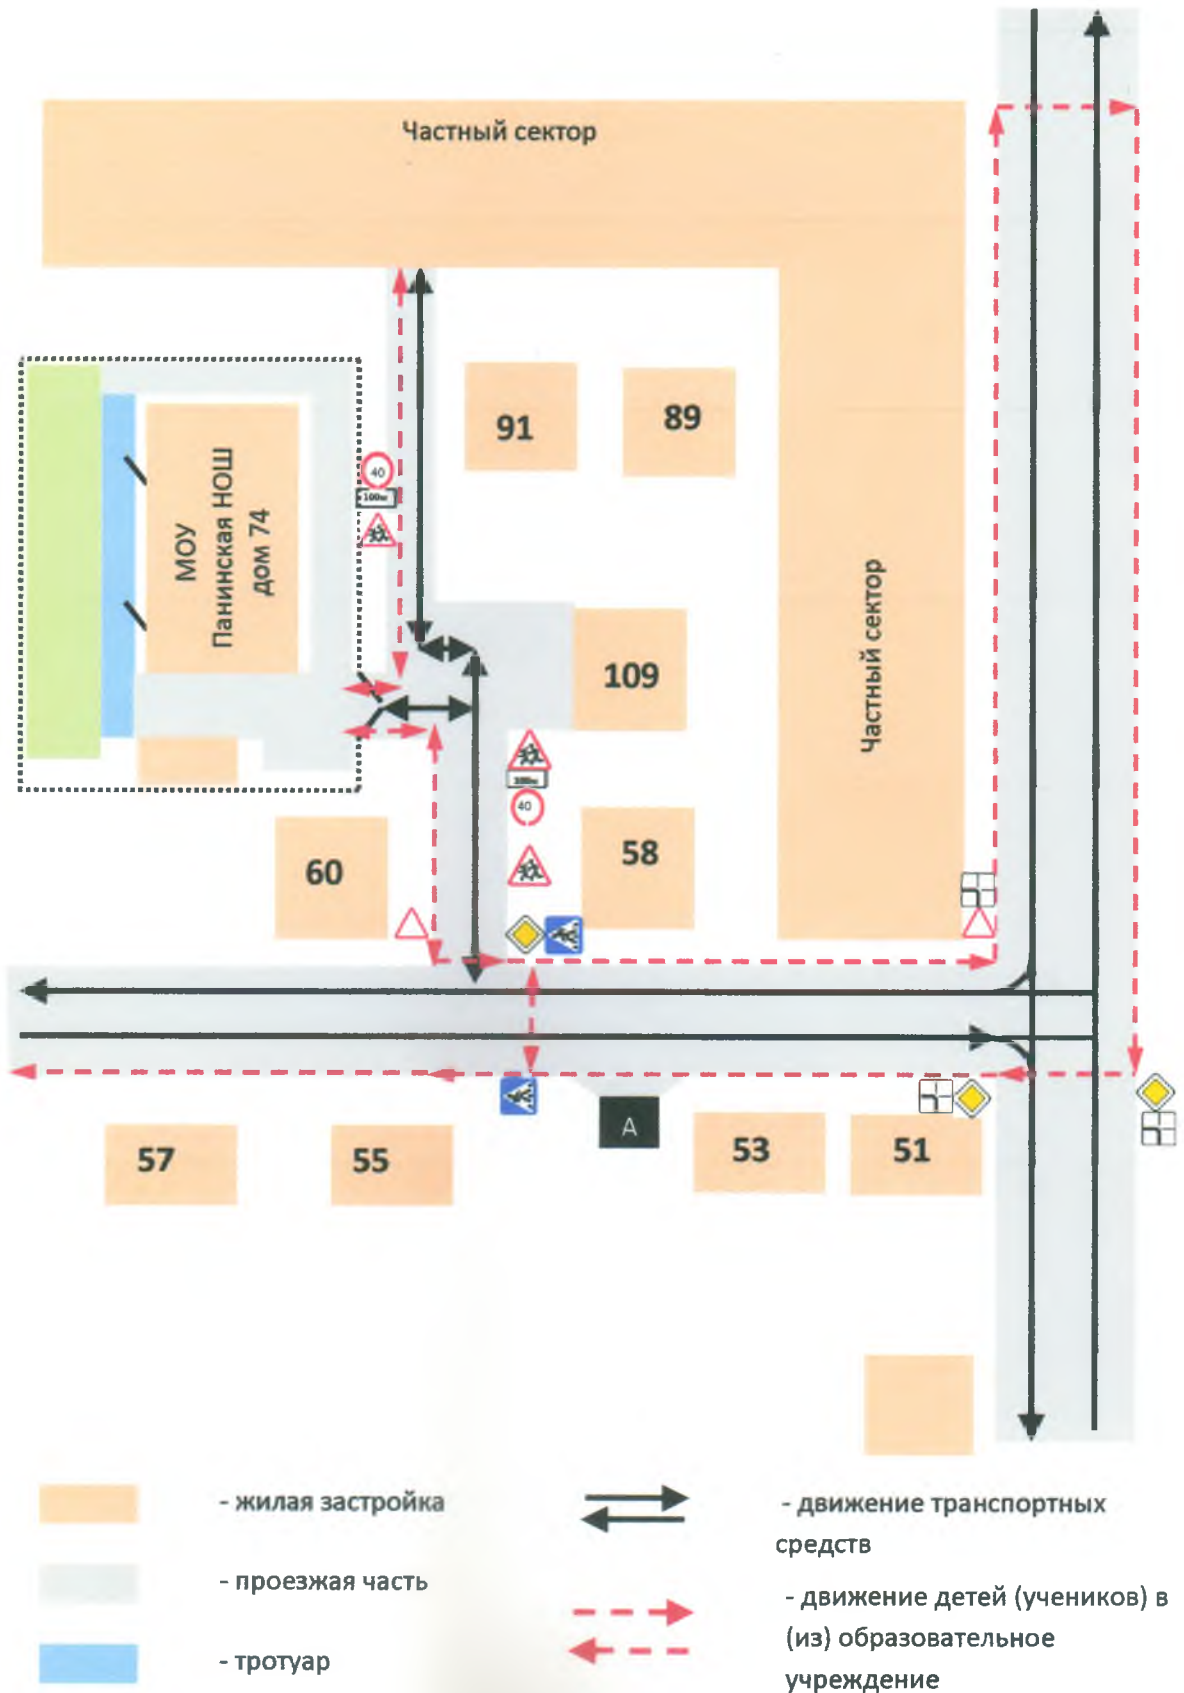 Частный сектор
91
89
МОУ
Панинская НОШ
дом 74
40
100м
Частный сектор
109
40
58
60
А
57
55
53
51
- жилая застройка
- проезжая часть
- тротуар
- движение транспортных
средств
- движение детей (учеников) в
(из) образовательное
учреждение